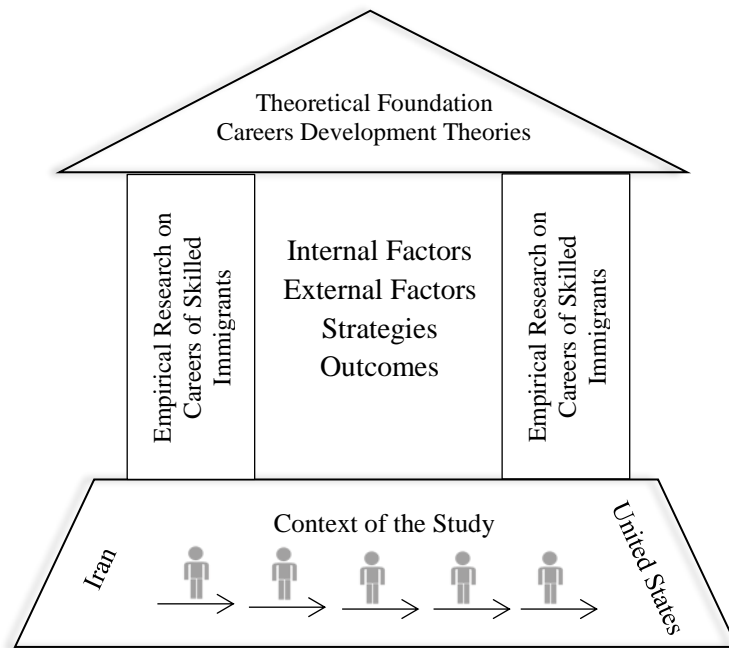 Theoretical Foundation
Careers Development Theories
Empirical Research on
Careers of Skilled
Immigrants
Internal Factors
External Factors
Strategies
Outcomes
Empirical Research on
Careers of Skilled
Immigrants
Context of the Study
Iran
United States